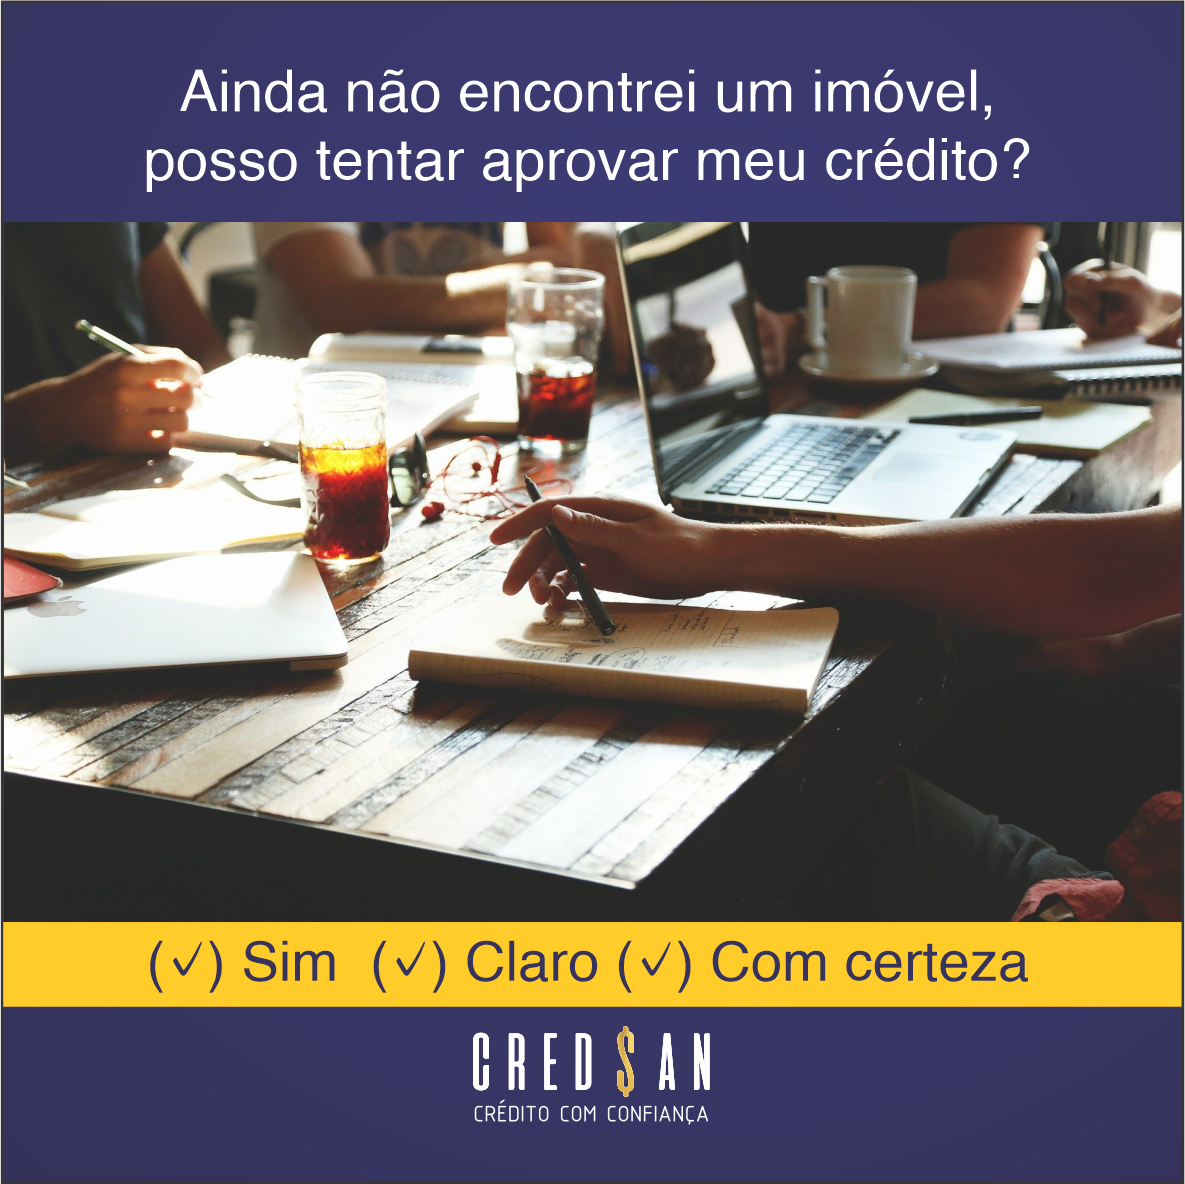 Ainda não encontrei um imóvel,
posso tentar aprovar meu crédito?
(✓) Sim (✓) Claro (✓) Com certeza
CRED$AN
CRÉDITO COM CONFIANÇA